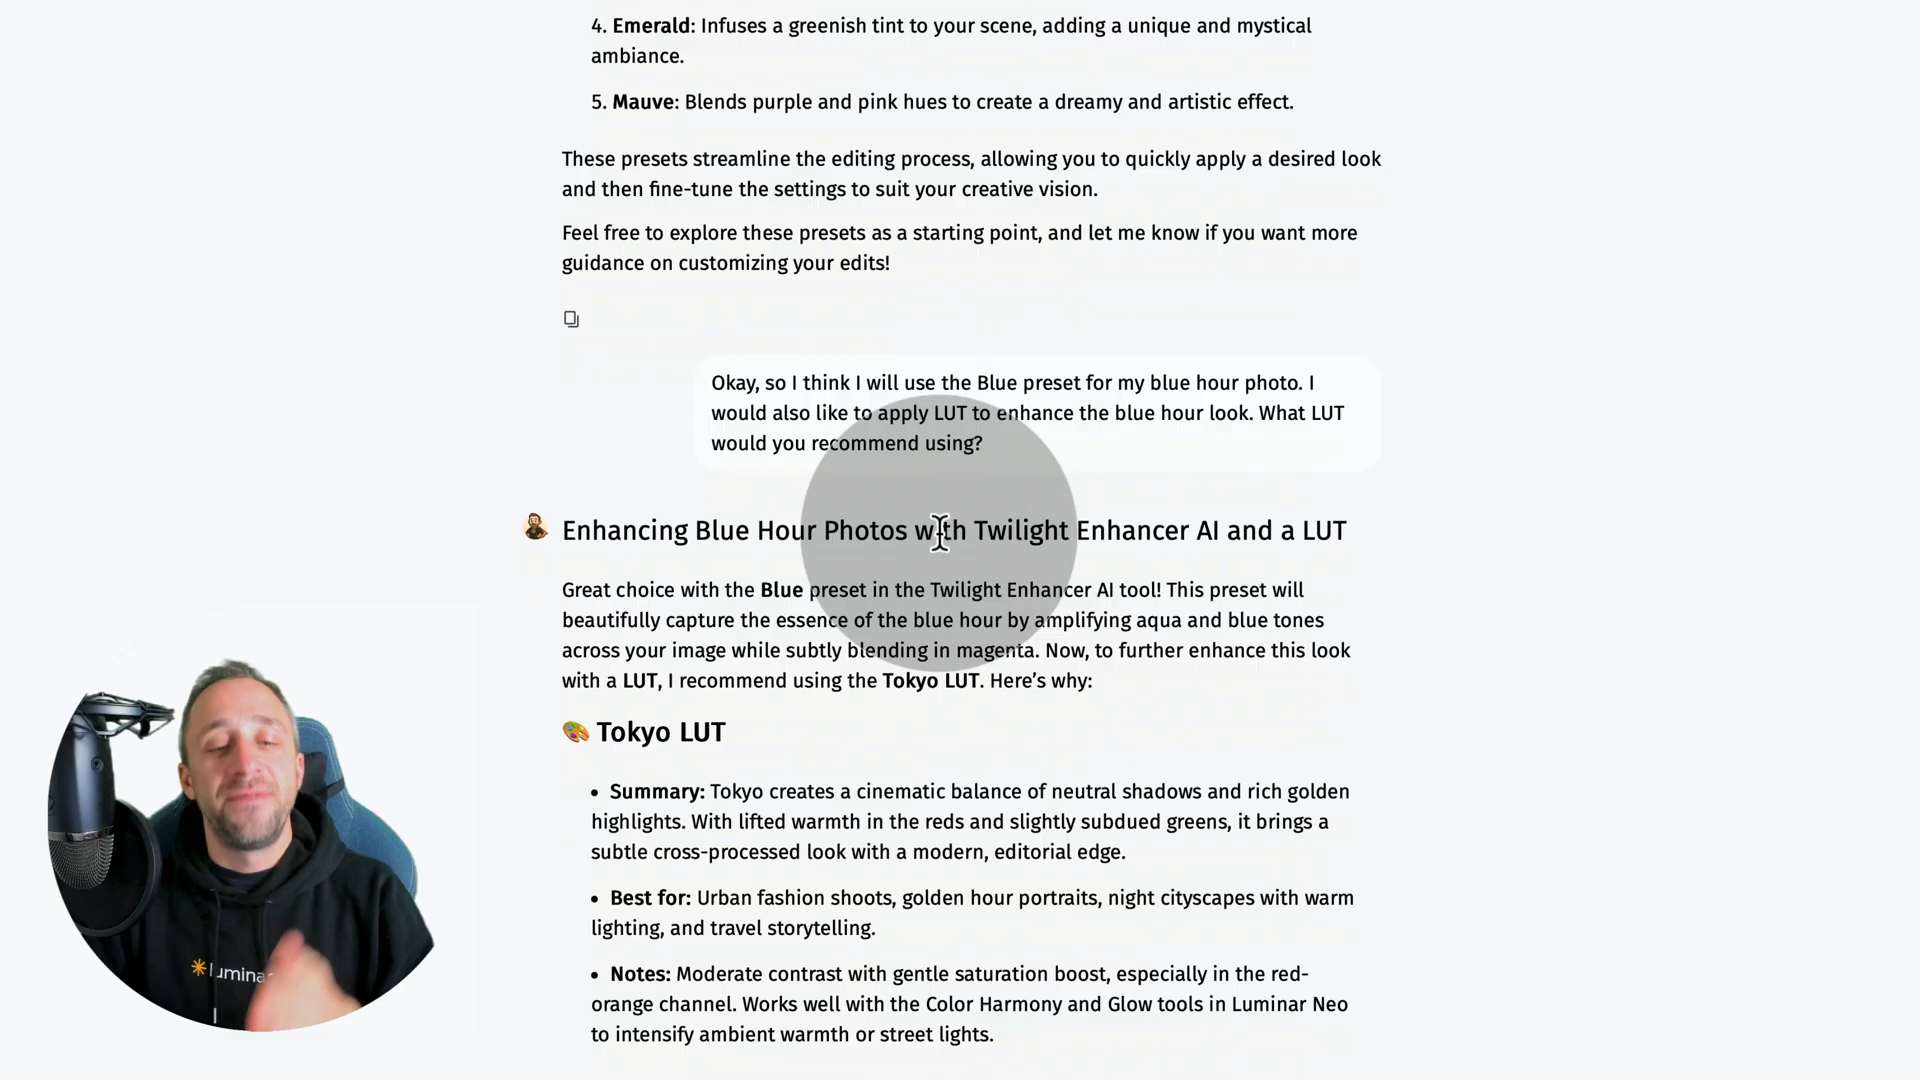 4. Emerald: Infuses a greenish tint to your scene, adding a unique and mystical
ambiance.
5. Mauve: Blends purple and pink hues to create a dreamy and artistic effect.
These presets streamline the editing process, allowing you to quickly apply a desired look
and then fine-tune the settings to suit your creative vision.
Feel free to explore these presets as a starting point, and let me know if you want more
guidance on customizing your edits!
Okay, so I think I will use the Blue preset for my blue hour photo. I
would also like to apply LUT to enhance the blue hour look. What LUT
would you recommend using?
Enhancing Blue Hour Photos with Twilight Enhancer AI and a LUT
Great choice with the Blue preset in the Twilight Enhancer AI tool! This preset will
beautifully capture the essence of the blue hour by amplifying aqua and blue tones
across your image while subtly blending in magenta. Now, to further enhance this look
with a LUT, I recommend using the Tokyo LUT. Here’s why:
🎨 Tokyo LUT
• Summary: Tokyo creates a cinematic balance of neutral shadows and rich golden
highlights. With lifted warmth in the reds and slightly subdued greens, it brings a
subtle cross-processed look with a modern, editorial edge.
• Best for: Urban fashion shoots, golden hour portraits, night cityscapes with warm
lighting, and travel storytelling.
• Notes: Moderate contrast with gentle saturation boost, especially in the red-
orange channel. Works well with the Color Harmony and Glow tools in Luminar Neo
to intensify ambient warmth or street lights.